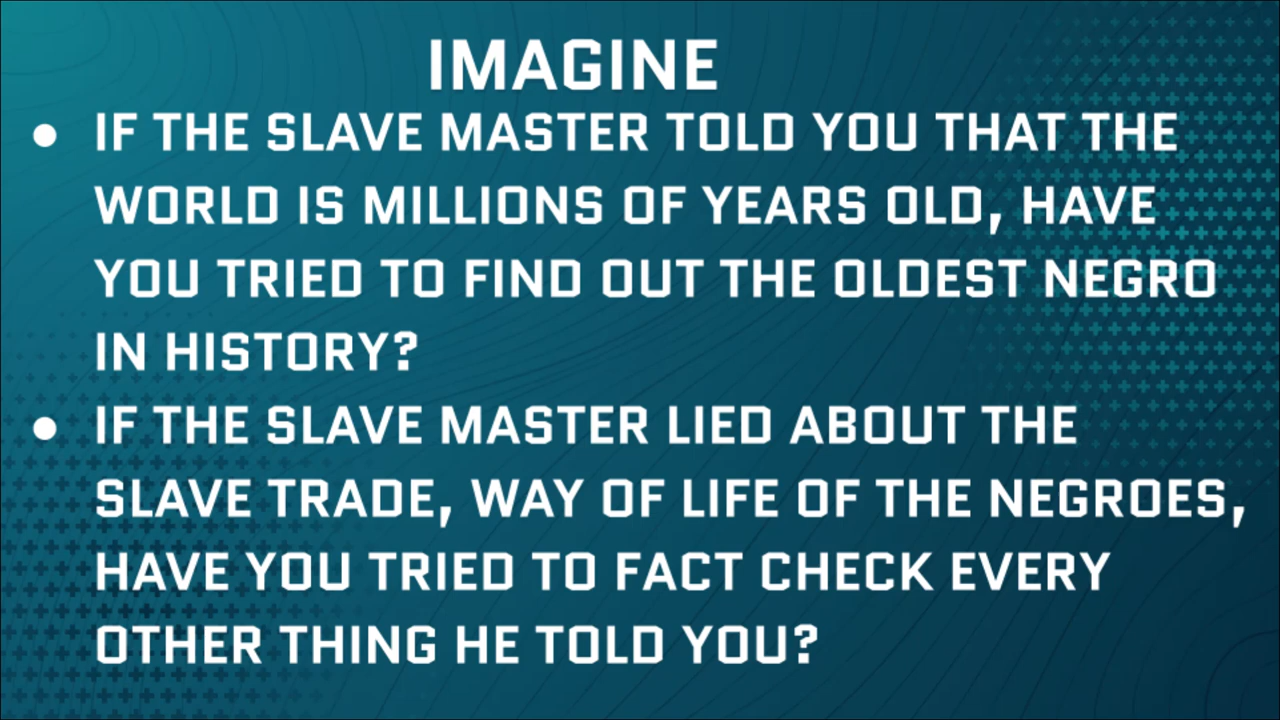 IMAGINE
• IF THE SLAVE MASTER TOLD YOU THAT THE
WORLD IS MILLIONS OF YEARS OLD, HAVE
YOU TRIED TO FIND OUT THE OLDEST NEGRO
IN HISTORY?
• IF THE SLAVE MASTER LIED ABOUT THE
SLAVE TRADE, WAY OF LIFE OF THE NEGROES,
HAVE YOU TRIED TO FACT CHECK EVERY
OTHER THING HE TOLD YOU?